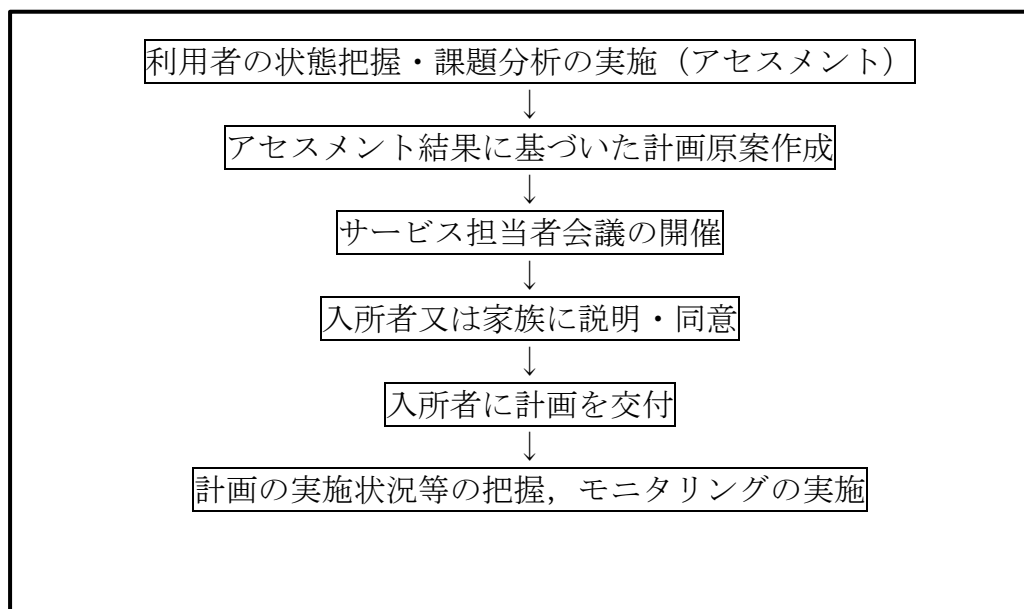 利用者の状態把握・課題分析の実施（アセスメント）
↓
アセスメント結果に基づいた計画原案作成
↓
サービス担当者会議の開催
↓
入所者又は家族に説明・同意
↓
入所者に計画を交付
↓
計画の実施状況等の把握，モニタリングの実施